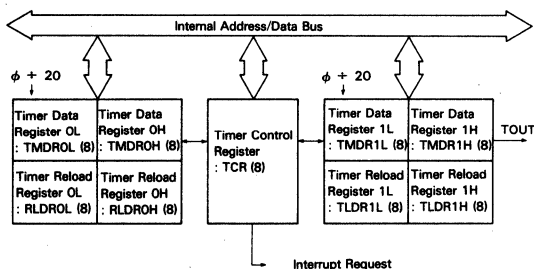 Internal Address/Data Bus
ϕ ÷ 20
ϕ ÷ 20
Timer Data
Register 0L
: TMDR0L (8)
Timer Data
Register 0H
: TMDR0H (8)
Timer Reload
Register 0L
: RLDR0L (8)
Timer Reload
Register 0H
: RLDR0H (8)
Timer Control
Register
: TCR (8)
Timer Data
Register 1L
: TMDR1L (8)
Timer Data
Register 1H
: TMDR1H (8)
Timer Reload
Register 1L
: TLDR1L (8)
Timer Reload
Register 1H
: TLDR1H (8)
TOUT
Interrupt Request